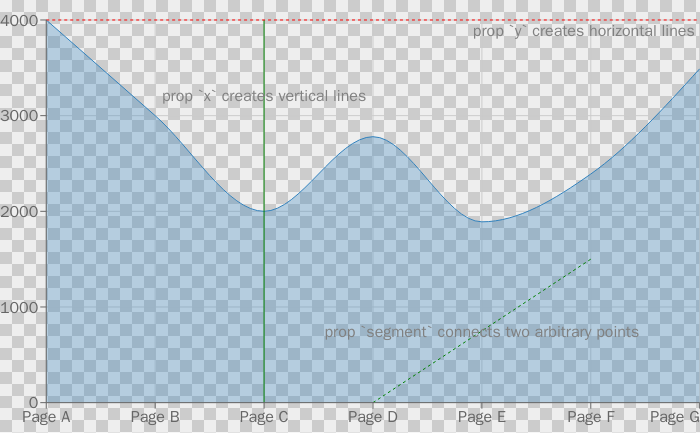 4000
prop `y` creates horizontal lines
prop `x` creates vertical lines
3000
2000
1000
prop `segment` connects two arbitrary points
0
Page A Page B Page C Page D Page E Page F Page G